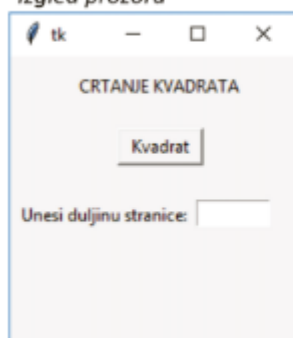 Izgled prozora
tk
CRTANJE KVADRATA
Kvadrat
Unesi duljinu stranice: